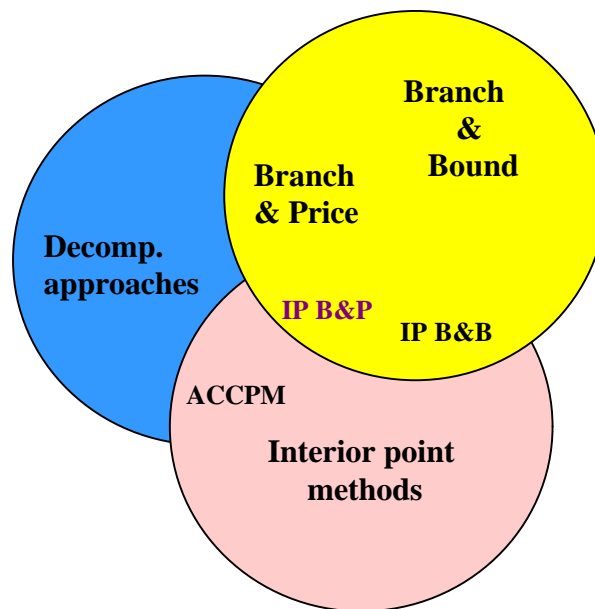 Branch
&
Bound
Branch
& Price
Decomp.
approaches
IP B&P
IP B&B
ACCPM
Interior point
methods